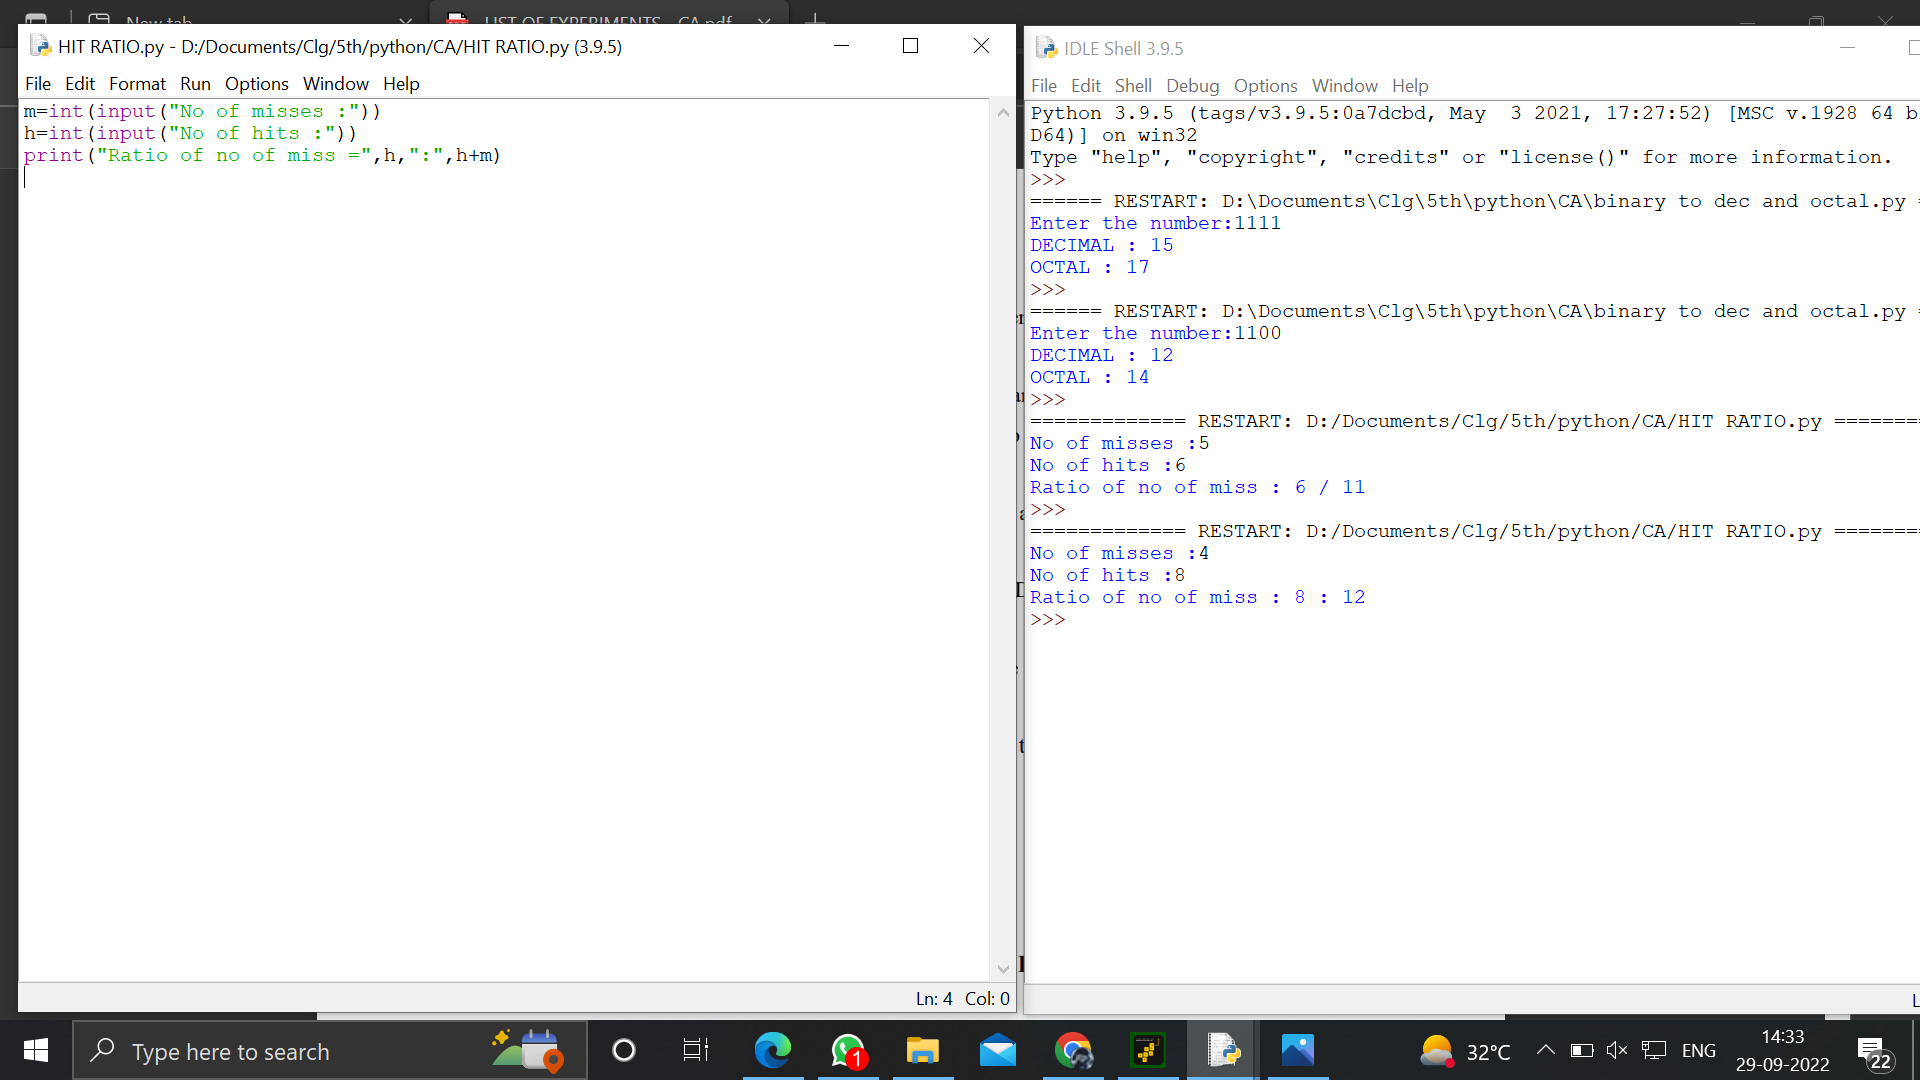 New tab
LIST OF EXPERIMENTS - CA.pdf
HIT RATIO.py - D:/Documents/Clg/5th/python/CA/HIT RATIO.py (3.9.5)
File Edit Format Run Options Window Help
m=int(input("No of misses :"))
h=int(input("No of hits :"))
print("Ratio of no of miss =",h,":",h+m)
Ln: 4 Col: 0
IDLE Shell 3.9.5
File Edit Shell Debug Options Window Help
Python 3.9.5 (tags/v3.9.5:0a7dcbd, May  3 2021, 17:27:52) [MSC v.1928 64 b
D64)] on win32
Type "help", "copyright", "credits" or "license()" for more information.
>>>
====== RESTART: D:\Documents\Clg\5th\python\CA\binary to dec and octal.py =
Enter the number:1111
DECIMAL : 15
OCTAL : 17
>>>
====== RESTART: D:\Documents\Clg\5th\python\CA\binary to dec and octal.py =
Enter the number:1100
DECIMAL : 12
OCTAL : 14
>>>
============= RESTART: D:/Documents/Clg/5th/python/CA/HIT RATIO.py ========
No of misses :5
No of hits :6
Ratio of no of miss : 6 / 11
>>>
============= RESTART: D:/Documents/Clg/5th/python/CA/HIT RATIO.py ========
No of misses :4
No of hits :8
Ratio of no of miss : 8 : 12
>>>
Type here to search
1
32°C
ENG
14:33
29-09-2022
22